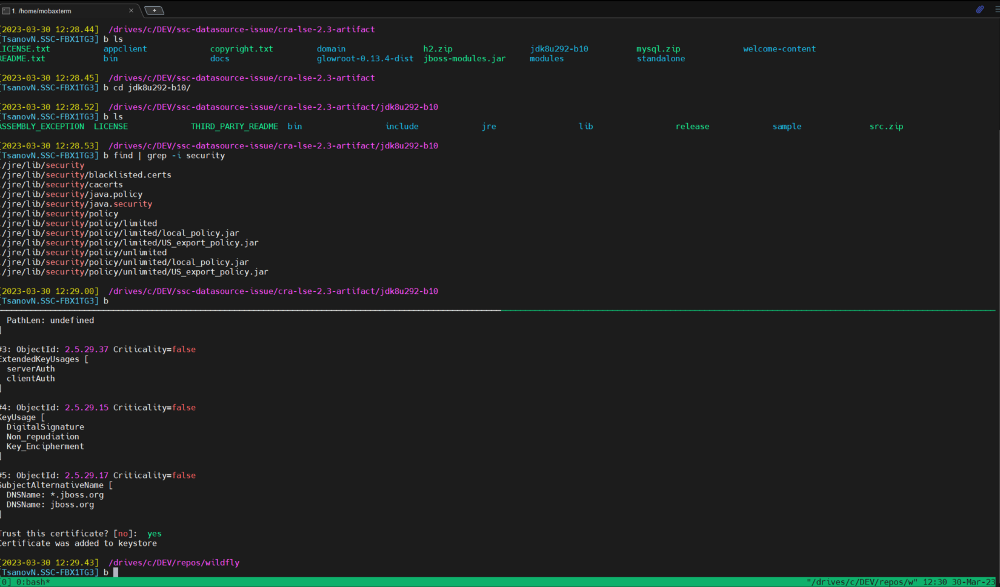 1. /home/mobaxterm
[2023-03-30 12:28.44] /drives/c/DEV/ssc-datasource-issue/cra-lse-2.3-artifact
[TsanovN.SSC-FBX1TG3] b ls
LICENSE.txt appclient copyright.txt domain h2.zip jdk8u292-b10 mysql.zip welcome-content
README.txt bin docs glowroot-0.13.4-dist jboss-modules.jar modules standalone
[2023-03-30 12:28.45] /drives/c/DEV/ssc-datasource-issue/cra-lse-2.3-artifact
[TsanovN.SSC-FBX1TG3] b cd jdk8u292-b10/
[2023-03-30 12:28.52] /drives/c/DEV/ssc-datasource-issue/cra-lse-2.3-artifact/jdk8u292-b10
[TsanovN.SSC-FBX1TG3] b ls
ASSEMBLY_EXCEPTION LICENSE THIRD_PARTY_README bin include jre lib release sample src.zip
[2023-03-30 12:28.53] /drives/c/DEV/ssc-datasource-issue/cra-lse-2.3-artifact/jdk8u292-b10
[TsanovN.SSC-FBX1TG3] b find | grep -i security
./jre/lib/security
./jre/lib/security/blacklisted.certs
./jre/lib/security/cacerts
./jre/lib/security/java.policy
./jre/lib/security/java.security
./jre/lib/security/policy
./jre/lib/security/policy/limited
./jre/lib/security/policy/limited/local_policy.jar
./jre/lib/security/policy/limited/US_export_policy.jar
./jre/lib/security/policy/unlimited
./jre/lib/security/policy/unlimited/local_policy.jar
./jre/lib/security/policy/unlimited/US_export_policy.jar
[2023-03-30 12:29.00] /drives/c/DEV/ssc-datasource-issue/cra-lse-2.3-artifact/jdk8u292-b10
[TsanovN.SSC-FBX1TG3] b
PathLen: undefined
]
#3: ObjectId: 2.5.29.37 Criticality=false
ExtendedKeyUsages [
serverAuth
clientAuth
]
#4: ObjectId: 2.5.29.15 Criticality=false
KeyUsage [
DigitalSignature
Non_repudiation
Key_Encipherment
]
#5: ObjectId: 2.5.29.17 Criticality=false
SubjectAlternativeName [
DNSName: *.jboss.org
DNSName: jboss.org
]
Trust this certificate? [no]: yes
Certificate was added to keystore
[2023-03-30 12:29.43] /drives/c/DEV/repos/wildfly
[TsanovN.SSC-FBX1TG3] b
[0] 0:bash* "/drives/c/DEV/repos/w" 12:30 30-Mar-23